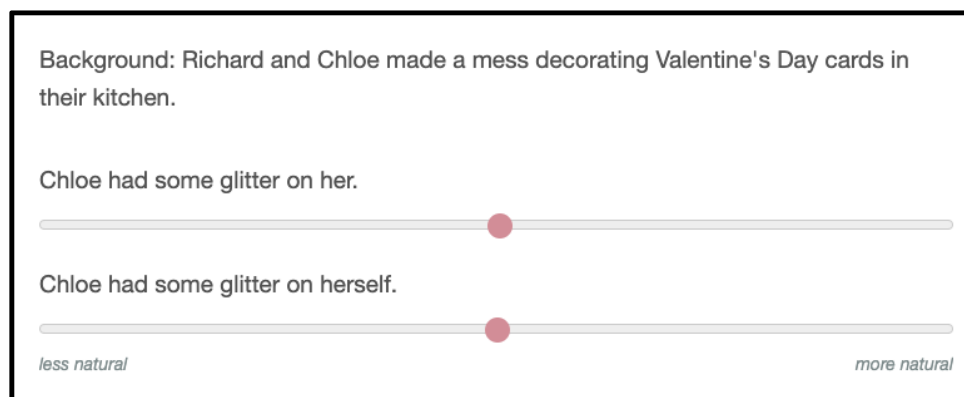 Background: Richard and Chloe made a mess decorating Valentine's Day cards in
their kitchen.
Chloe had some glitter on her.
Chloe had some glitter on herself.
less natural more natural